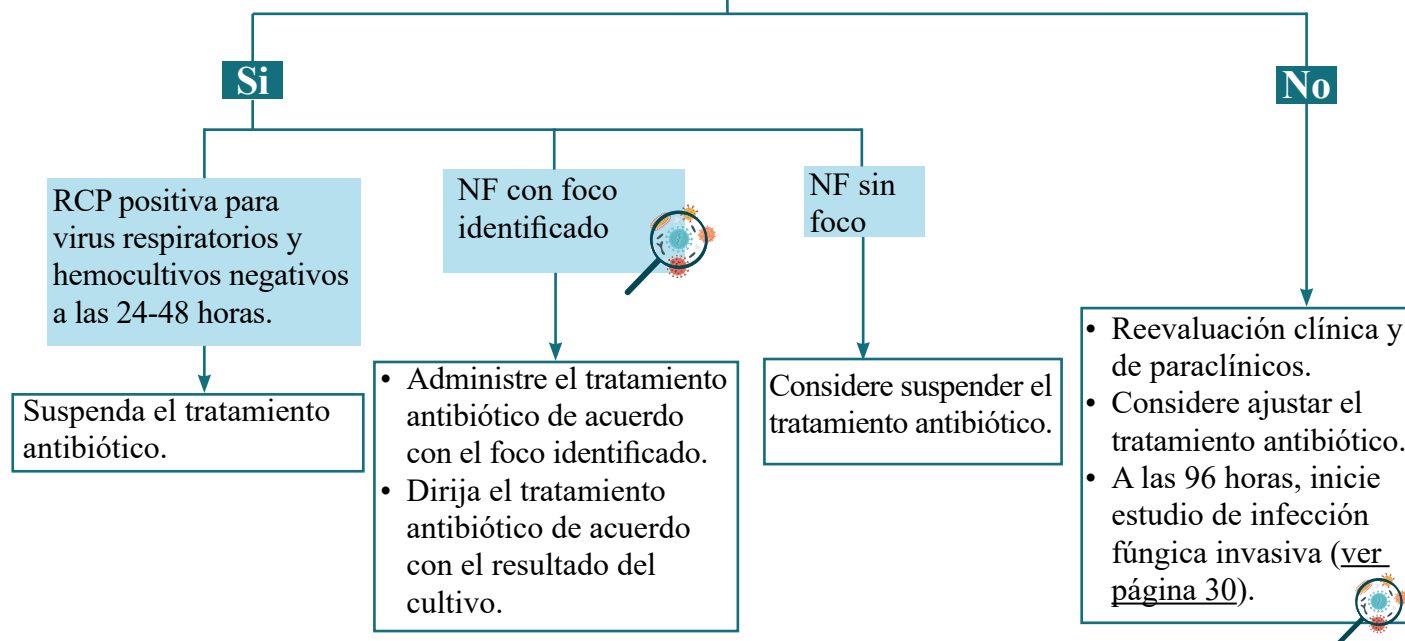 Si
No
RCP positiva para
virus respiratorios y
hemocultivos negativos
a las 24-48 horas.
NF con foco
identificado
NF sin
foco
Suspenda el tratamiento
antibiótico.
• Administre el tratamiento
antibiótico de acuerdo
con el foco identificado.
• Dirija el tratamiento
antibiótico de acuerdo
con el resultado del
cultivo.
Considere suspender el
tratamiento antibiótico.
• Reevaluación clínica y
de paraclínicos.
• Considere ajustar el
tratamiento antibiótico.
• A las 96 horas, inicie
estudio de infección
fúngica invasiva (ver
página 30).